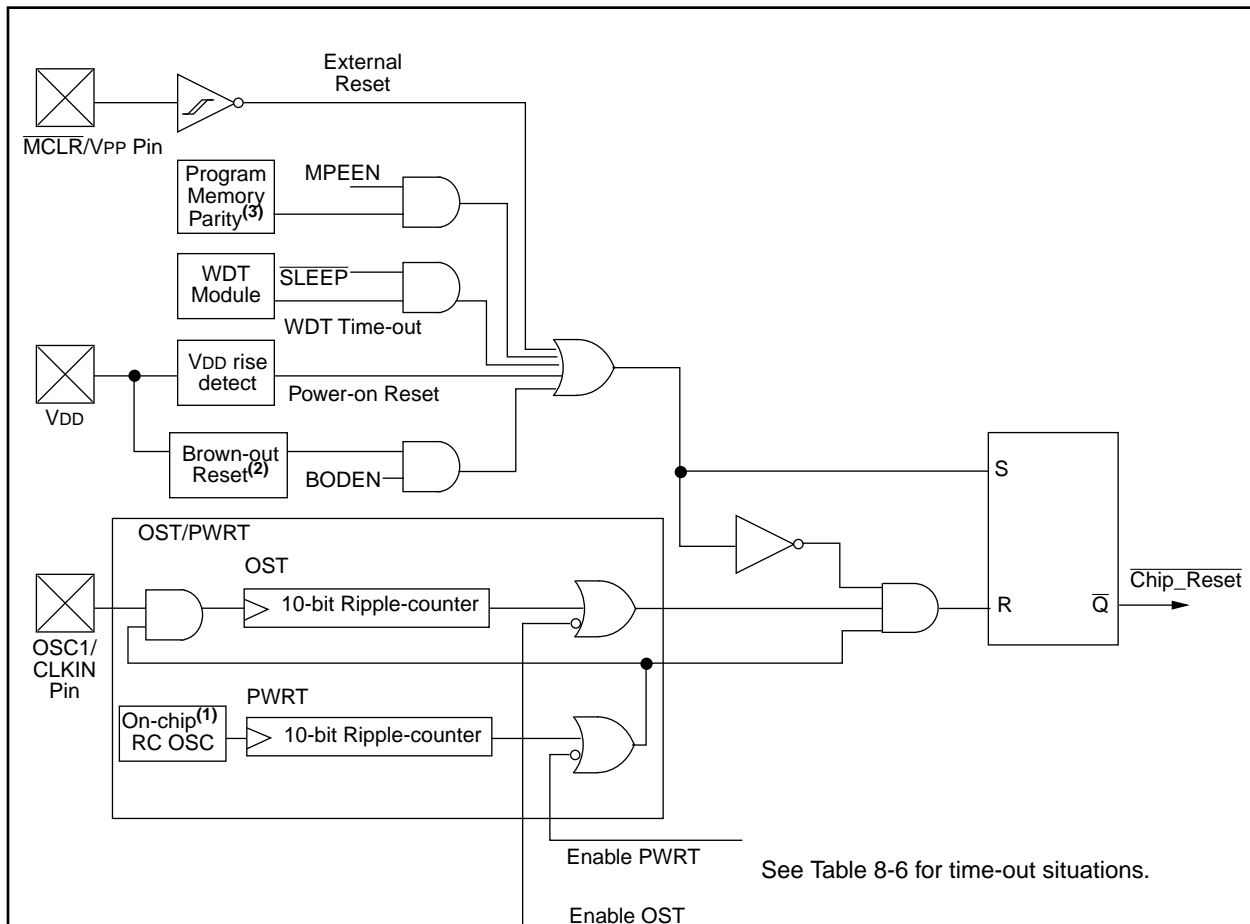 External
Reset
MCLR/VPP Pin
Program
Memory
Parity(3)
MPEEN
WDT
Module
SLEEP
WDT Time-out
VDD rise
detect
Power-on Reset
VDD
Brown-out
Reset(2)
BODEN
S
OST/PWRT
OST
10-bit Ripple-counter
Chip_Reset
R
Q
OSC1/
CLKIN
Pin
PWRT
On-chip(1)
RC OSC
10-bit Ripple-counter
Enable PWRT
See Table 8-6 for time-out situations.
Enable OST